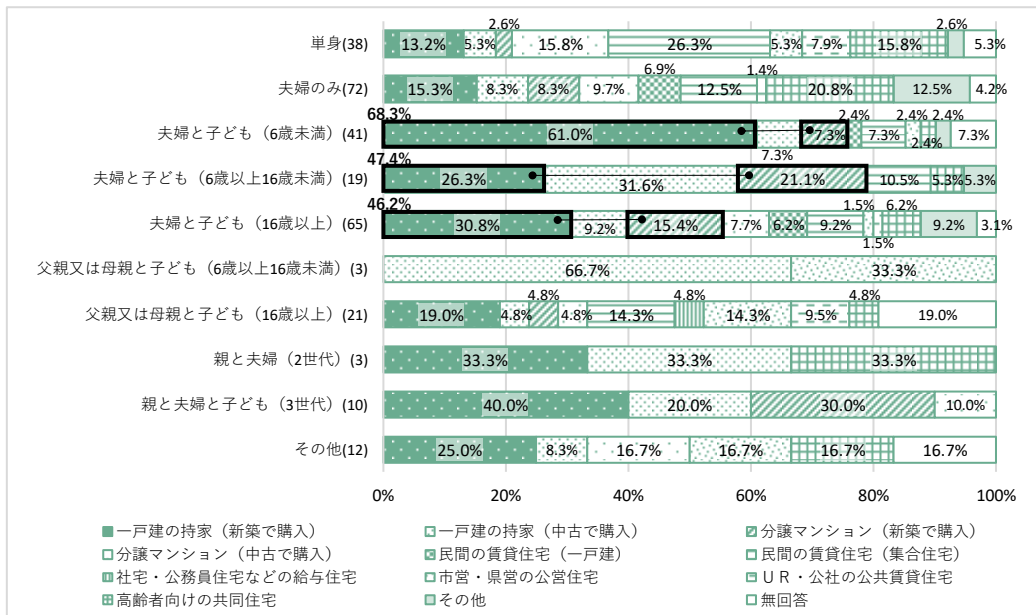 2.6% 2.6%
単身(38) 13.2% 5.3% 15.8% 26.3% 5.3% 7.9% 15.8% 5.3%
6.9% 1.4%
夫婦のみ(72) 15.3% 8.3% 8.3% 9.7% 12.5% 20.8% 12.5% 4.2%
68.3% 2.4% 2.4% 2.4%
夫婦と子ども（6歳未満）(41) 61.0% 7.3% 7.3% 2.4% 7.3%
47.4% 7.3%
夫婦と子ども（6歳以上16歳未満）(19) 26.3% 31.6% 21.1% 10.5% 5.3% 5.3%
46.2% 1.5% 6.2%
夫婦と子ども（16歳以上）(65) 30.8% 9.2% 15.4% 7.7% 6.2% 9.2% 9.2% 3.1%
1.5%
父親又は母親と子ども（6歳以上16歳未満）(3) 66.7% 33.3%
4.8% 4.8% 4.8%
父親又は母親と子ども（16歳以上）(21) 19.0% 4.8% 4.8% 14.3% 14.3% 9.5% 19.0%
親と夫婦（2世代）(3) 33.3% 33.3% 33.3%
親と夫婦と子ども（3世代）(10) 40.0% 20.0% 30.0% 10.0%
その他(12) 25.0% 8.3% 16.7% 16.7% 16.7% 16.7%
0% 20% 40% 60% 80% 100%
一戸建の持家（新築で購入） 一戸建の持家（中古で購入） 分譲マンション（新築で購入）
分譲マンション（中古で購入） 民間の賃貸住宅（一戸建） 民間の賃貸住宅（集合住宅）
社宅・公務員住宅などの給与住宅 市営・県営の公営住宅 ＵＲ・公社の公共賃貸住宅
高齢者向けの共同住宅 その他 無回答